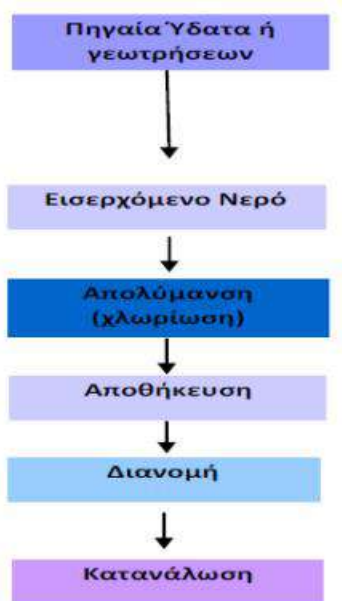 Πηγαία Ύδατα ή
γεωτρήσεων
Εισερχόμενο Νερό
Απολύμανση
(χλωρίωση)
Αποθήκευση
Διανομή
Κατανάλωση